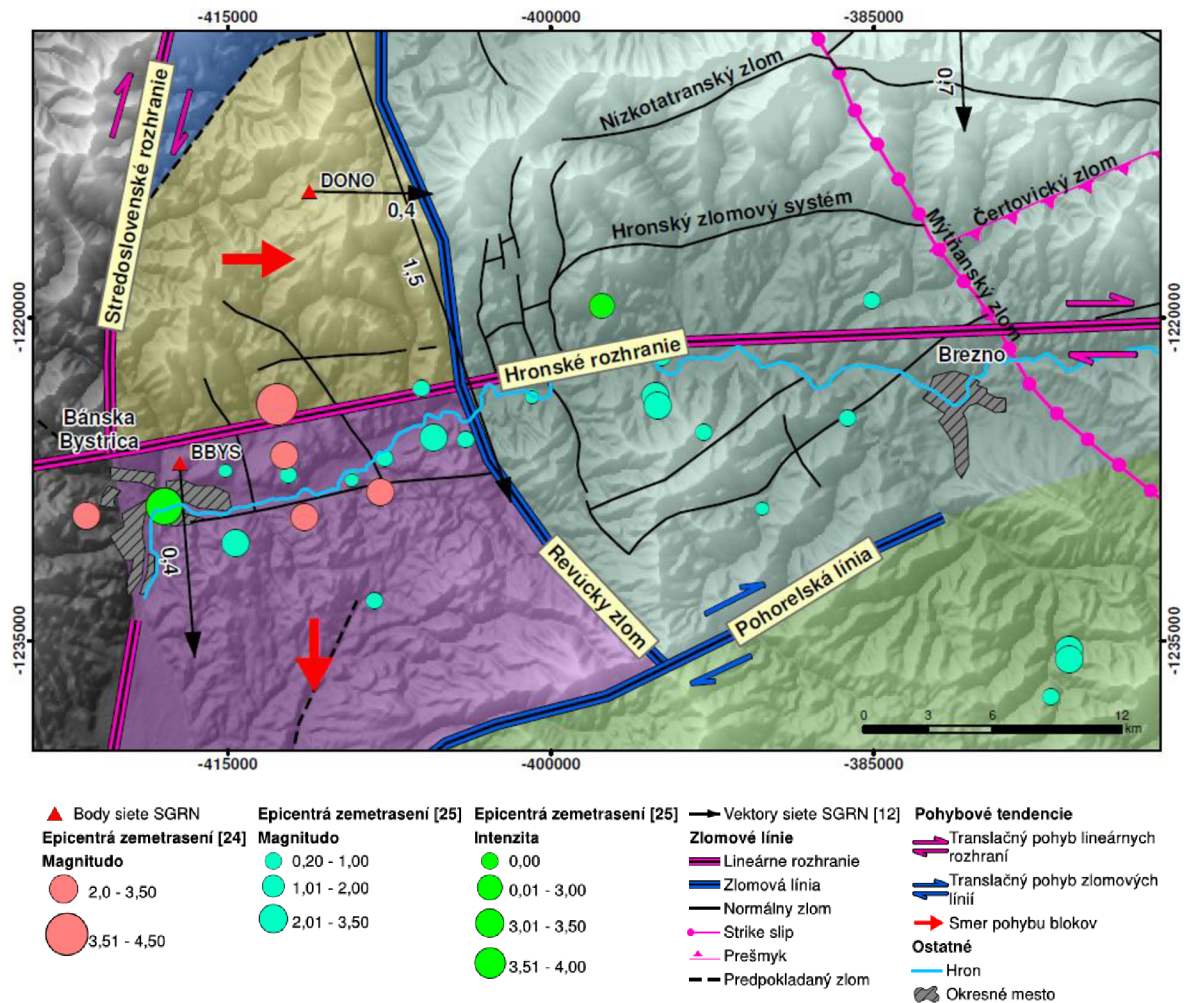 -415000
-400000
-385000
Stredoslovenské rozhranie
Nízkotatranský zlom
0,7
DONO
0,4
Čertovický zlom
Hronský zlomový systém
Mýtňanský zlom
1,5
-1220000
-1220000
Hronské rozhranie
Brezno
Bánska
Bystrica
BBYS
0,4
Revúcky zlom
Pohorelská línia
-1235000
-1235000
0
3
6
12
km
-415000
-400000
-385000
Body siete SGRN
Epicentrá zemetrasení [24]
Magnitudo
2,0 - 3,50
3,51 - 4,50
Epicentrá zemetrasení [25]
Magnitudo
0,20 - 1,00
1,01 - 2,00
2,01 - 3,50
Epicentrá zemetrasení [25]
Intenzita
0,00
0,01 - 3,00
3,01 - 3,50
3,51 - 4,00
Vektory siete SGRN [12]
Zlomové línie
Lineárne rozhranie
Zlomová línia
Normálny zlom
Strike slip
Prešmyk
Predpokladaný zlom
Pohybové tendencie
Translačný pohyb lineárnych
rozhraní
Translačný pohyb zlomových
línií
Smer pohybu blokov
Ostatné
Hron
Okresné mesto